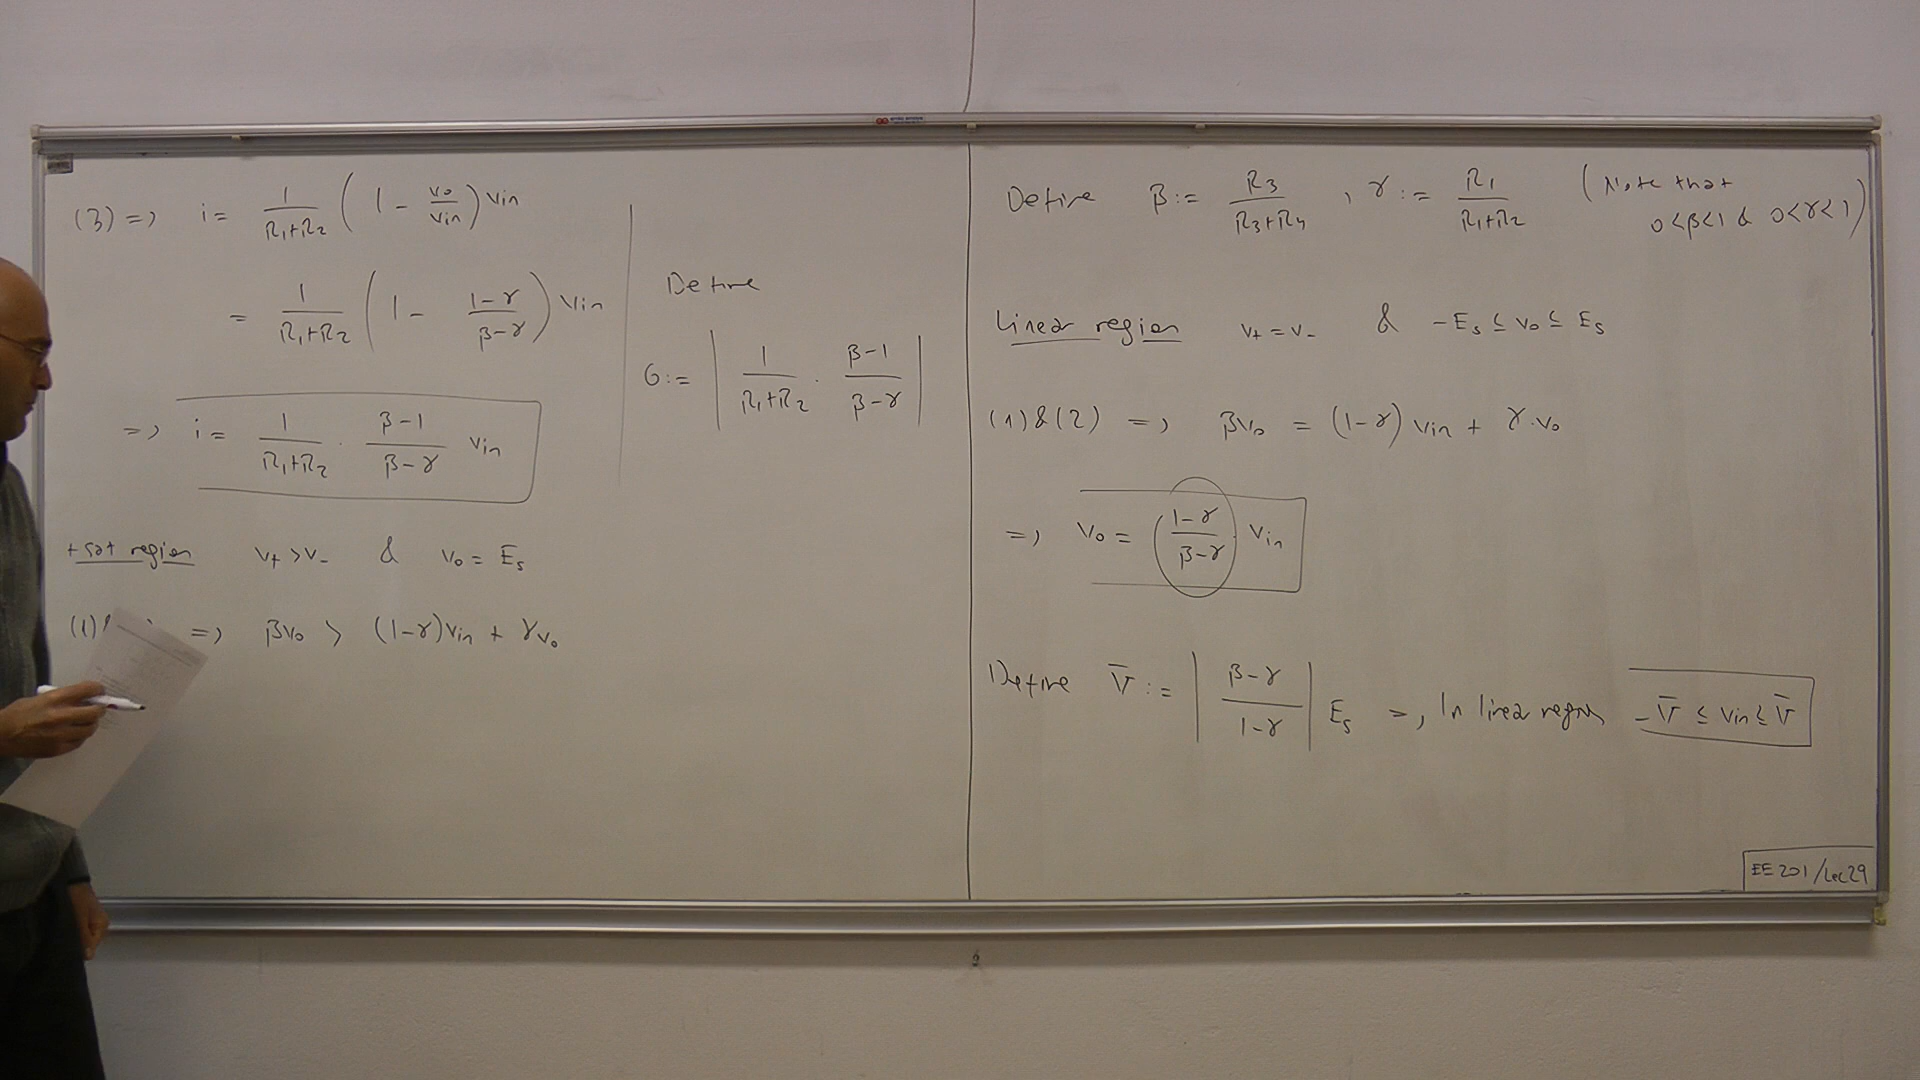 (3) => i = 1/(R1+R2) (1 - vo/vin) vin
= 1/(R1+R2) (1 - (1-γ)/(β-γ)) vin
=> i = 1/(R1+R2) · (β-1)/(β-γ) vin
Define
G := | 1/(R1+R2) · (β-1)/(β-γ) |
+sat region v+ > v- & vo = Es
(1) => βvo > (1-γ)vin + γvo
Define β := R3/(R3+R4) , γ := R1/(R1+R2) (Note that
0<β<1 & 0<γ<1)
Linear region v+ = v- & -Es ≤ vo ≤ Es
(1)&(2) => βvo = (1-γ) vin + γ·vo
=> vo = ((1-γ)/(β-γ)) vin
Define V̄ := | (β-γ)/(1-γ) | Es =, In linear region -V̄ ≤ vin ≤ V̄
EE201/Lec29